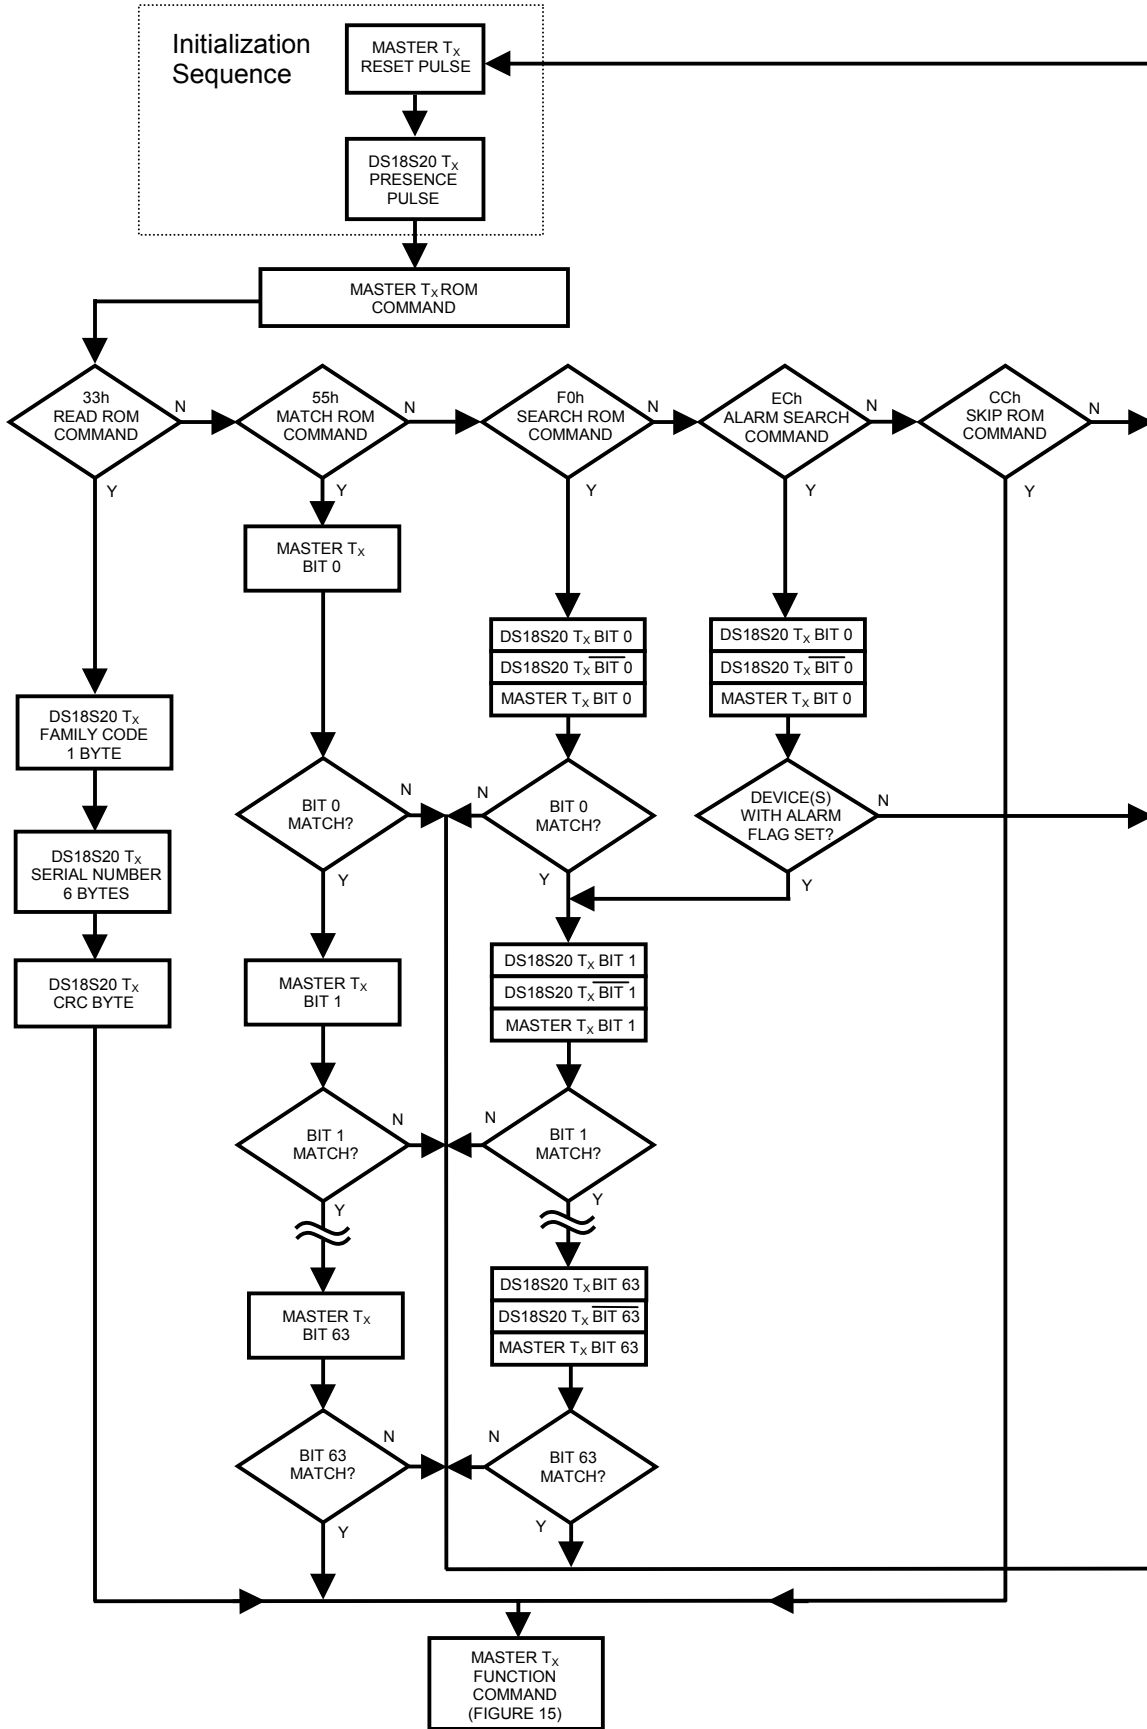 Initialization
Sequence
MASTER TX
RESET PULSE
DS18S20 TX
PRESENCE
PULSE
MASTER TX ROM
COMMAND
33h
READ ROM
COMMAND
N
Y
55h
MATCH ROM
COMMAND
N
Y
F0h
SEARCH ROM
COMMAND
N
Y
ECh
ALARM SEARCH
COMMAND
N
Y
CCh
SKIP ROM
COMMAND
N
Y
MASTER TX
BIT 0
DS18S20 TX BIT 0
DS18S20 TX BIT 0
MASTER TX BIT 0
DS18S20 TX BIT 0
DS18S20 TX BIT 0
MASTER TX BIT 0
DS18S20 TX
FAMILY CODE
1 BYTE
BIT 0
MATCH?
N
Y
BIT 0
MATCH?
N
Y
DEVICE(S)
WITH ALARM
FLAG SET?
N
Y
DS18S20 TX
SERIAL NUMBER
6 BYTES
DS18S20 TX
CRC BYTE
MASTER TX
BIT 1
DS18S20 TX BIT 1
DS18S20 TX BIT 1
MASTER TX BIT 1
BIT 1
MATCH?
N
Y
BIT 1
MATCH?
N
Y
MASTER TX
BIT 63
DS18S20 TX BIT 63
DS18S20 TX BIT 63
MASTER TX BIT 63
BIT 63
MATCH?
N
Y
BIT 63
MATCH?
N
Y
MASTER TX
FUNCTION
COMMAND
(FIGURE 15)